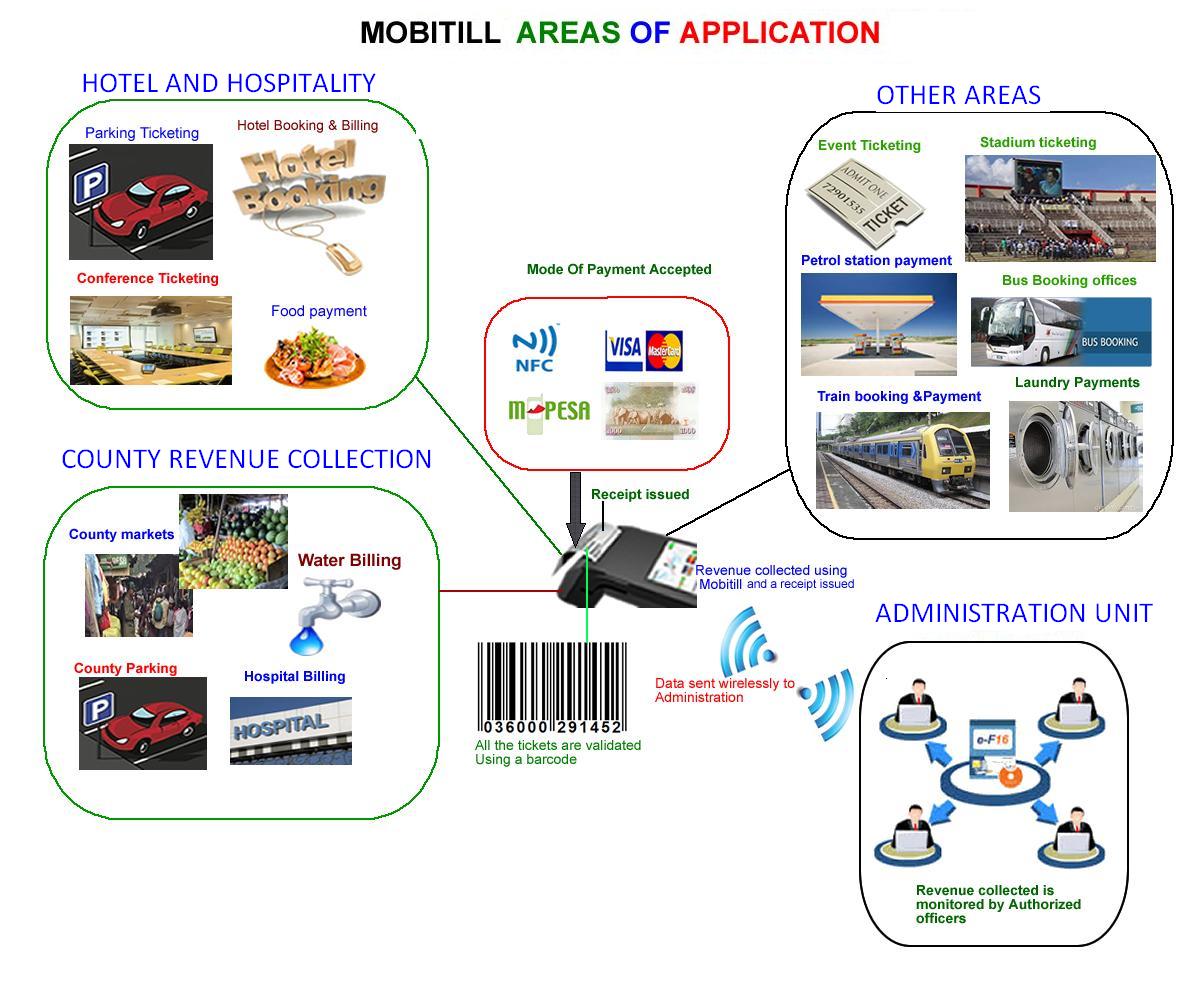 MOBITILL AREAS OF APPLICATION
HOTEL AND HOSPITALITY
Parking Ticketing
P
Hotel Booking & Billing
Hotel
Booking
Conference Ticketing
Food payment
OTHER AREAS
Event Ticketing
ADMIT ONE
72901535
TICKET
Stadium ticketing
Petrol station payment
Bus Booking offices
BUS BOOKING
Train booking &Payment
Laundry Payments
Mode Of Payment Accepted
NFC
VISA
MasterCard
M PESA
1000
1000
Receipt issued
COUNTY REVENUE COLLECTION
County markets
Water Billing
County Parking
P
Hospital Billing
HOSPITAL
Revenue collected using
Mobitill and a receipt issued
036000 291452
All the tickets are validated
Using a barcode
Data sent wirelessly to
Administration
ADMINISTRATION UNIT
e-F16
Revenue collected is
monitored by Authorized
officers